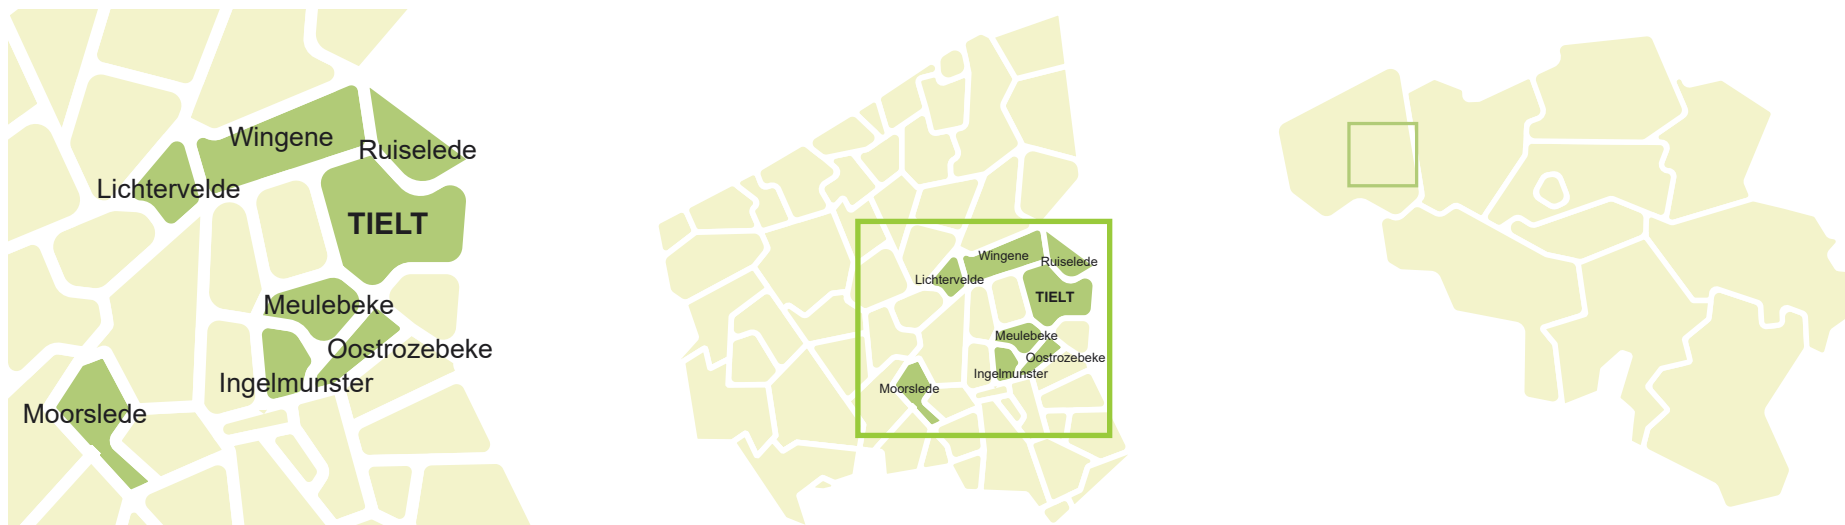 Wingene
Ruiselede
Lichtervelde
TIELT
Meulebeke
Oostrozebeke
Ingelmunster
Moorslede
Wingene
Ruiselede
Lichtervelde
TIELT
Meulebeke
Oostrozebeke
Ingelmunster
Moorslede